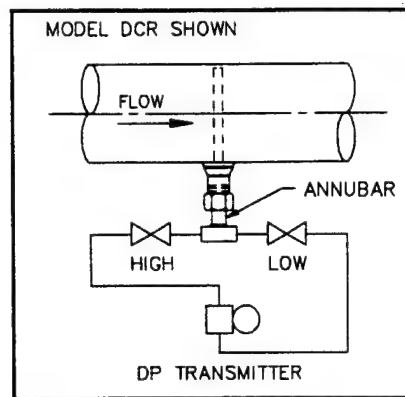 MODEL DCR SHOWN
FLOW
ANNUBAR
HIGH
LOW
DP TRANSMITTER